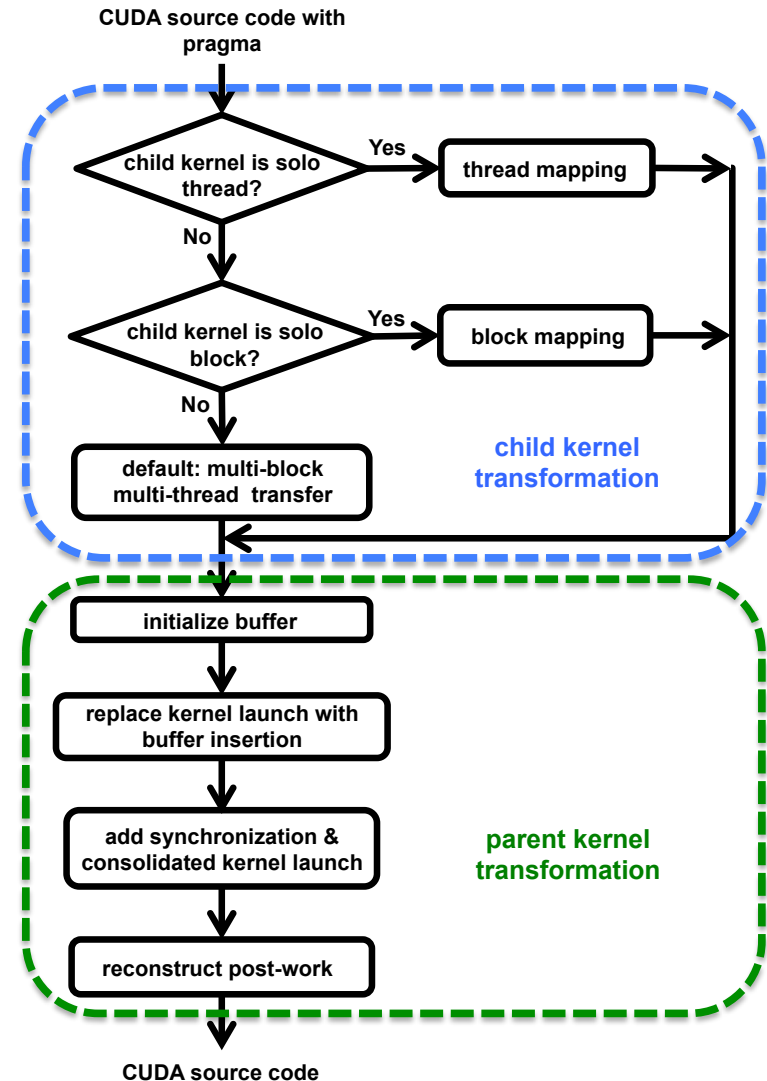 CUDA source code with
pragma
child kernel is solo
thread?
Yes
thread mapping
No
child kernel is solo
block?
Yes
block mapping
No
default: multi-block
multi-thread transfer
child kernel
transformation
initialize buffer
replace kernel launch with
buffer insertion
add synchronization &
consolidated kernel launch
parent kernel
transformation
reconstruct post-work
CUDA source code